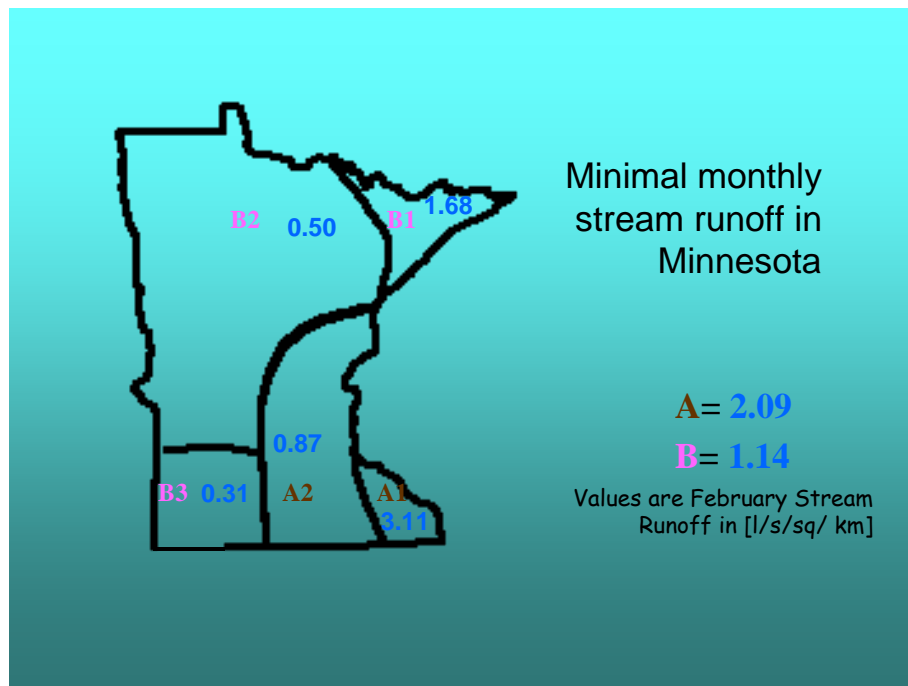 Minimal monthly
stream runoff in
Minnesota
B2 0.50 B1 1.68
0.87
B3 0.31 A2 A1
3.11
A= 2.09
B= 1.14
Values are February Stream
Runoff in [l/s/sq/ km]